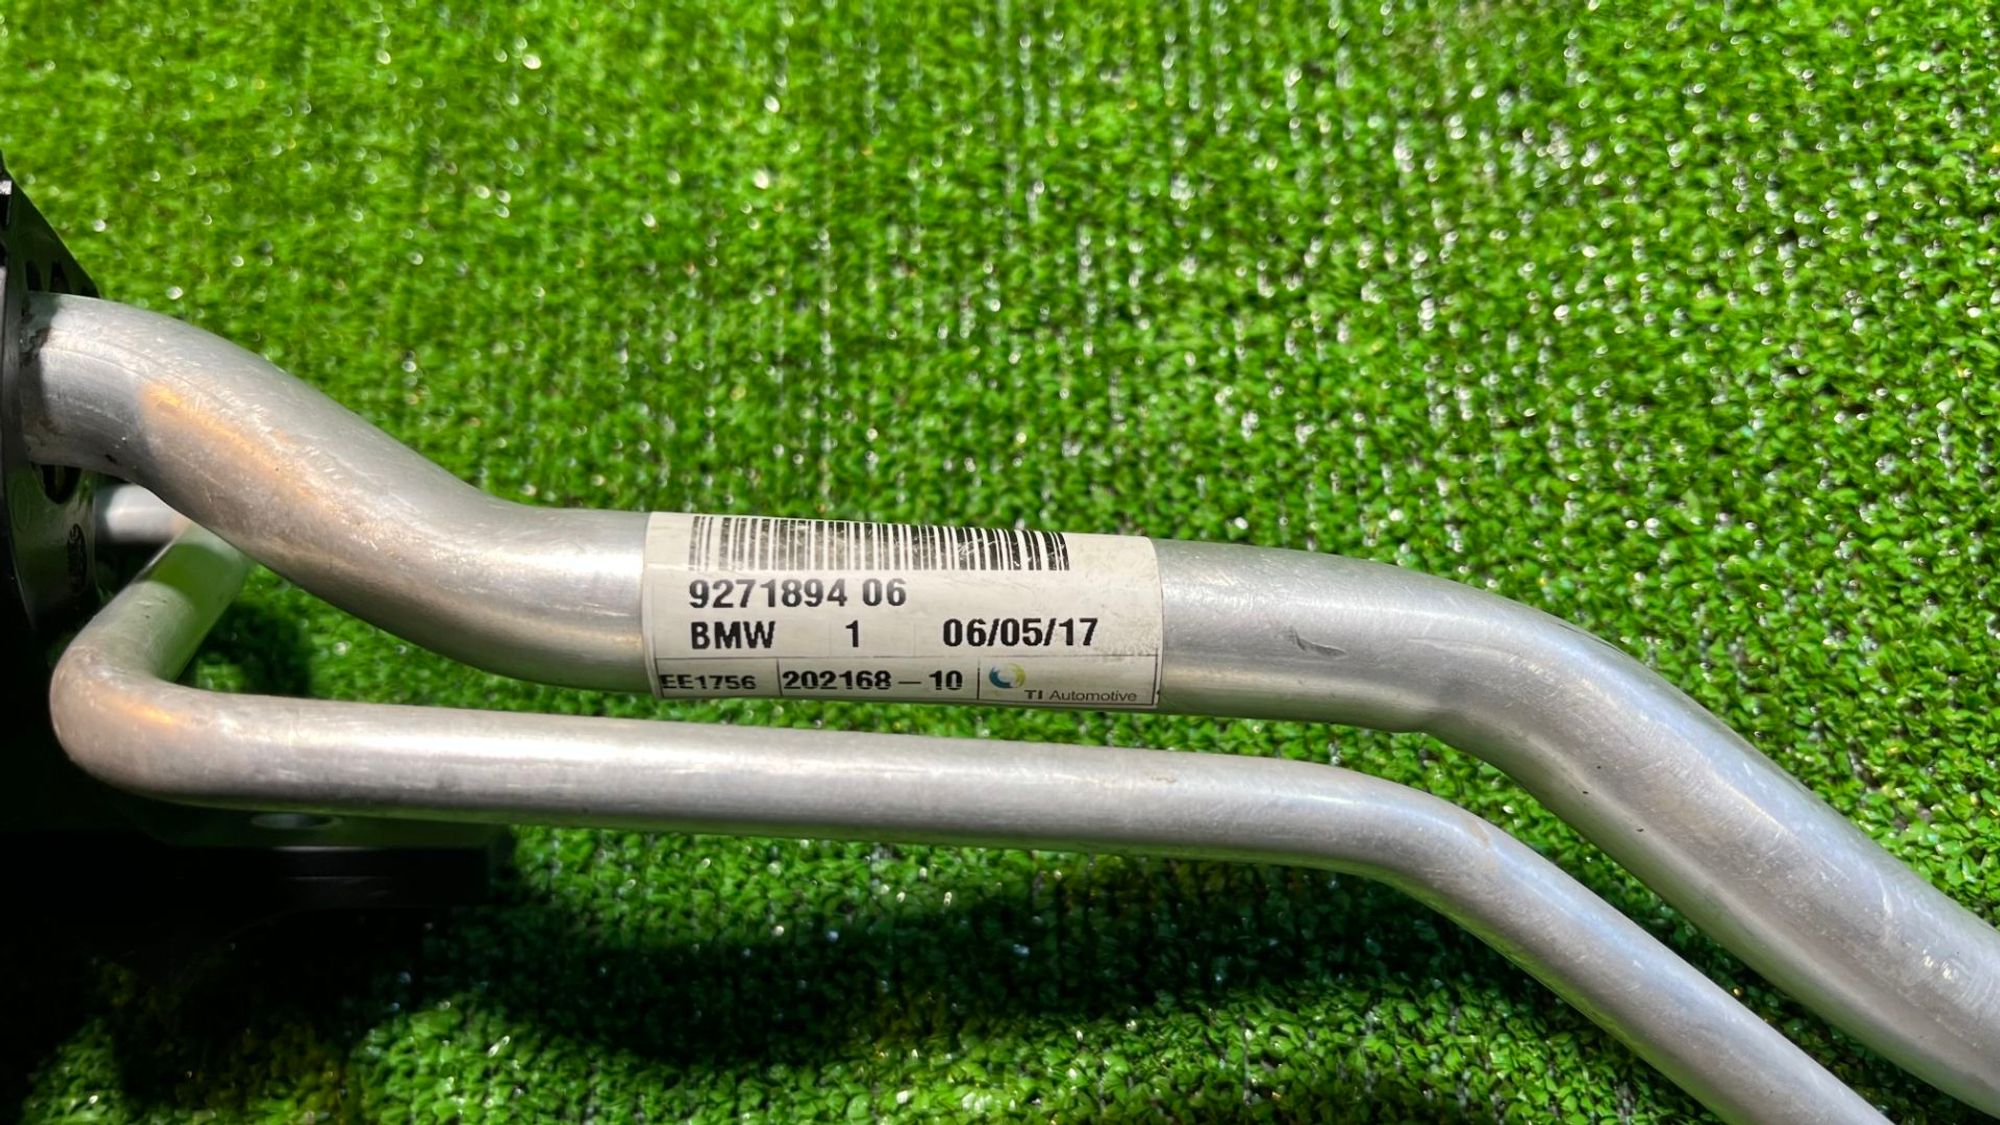 9271894 06
BMW 1 06/05/17
EE1756 202168-10 TI Automotive